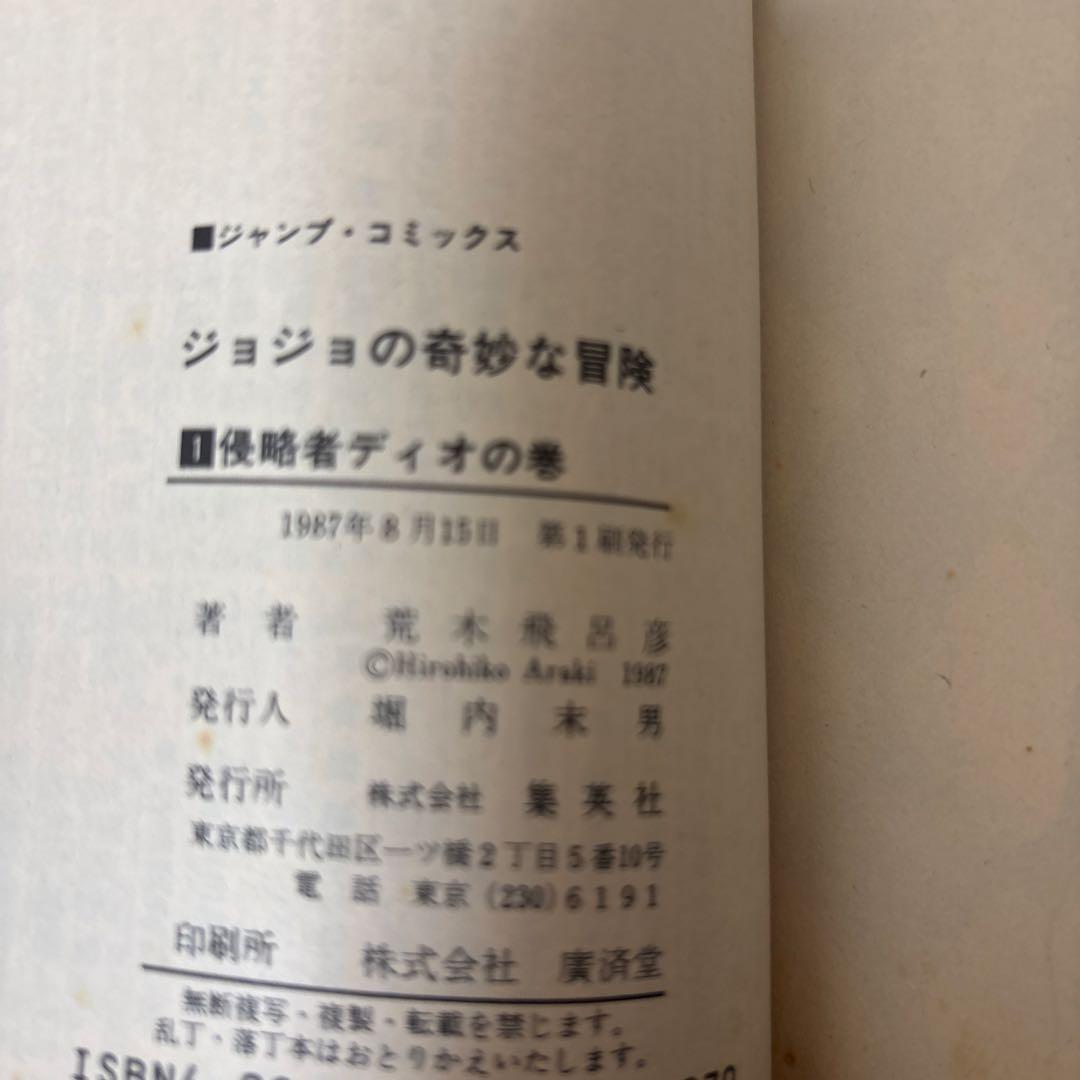 ■ジャンプ・コミックス
ジョジョの奇妙な冒険
1侵略者ディオの巻
1987年8月15日 第1刷発行
著者 荒木飛呂彦
©Hirohiko Araki 1987
発行人 堀内末男
発行所 株式会社 集英社
東京都千代田区一ツ橋2丁目5番10号
電話 東京(230)6191
印刷所 株式会社 廣済堂
無断複写・複製・転載を禁じます。
乱丁・落丁本はおとりかえいたします。